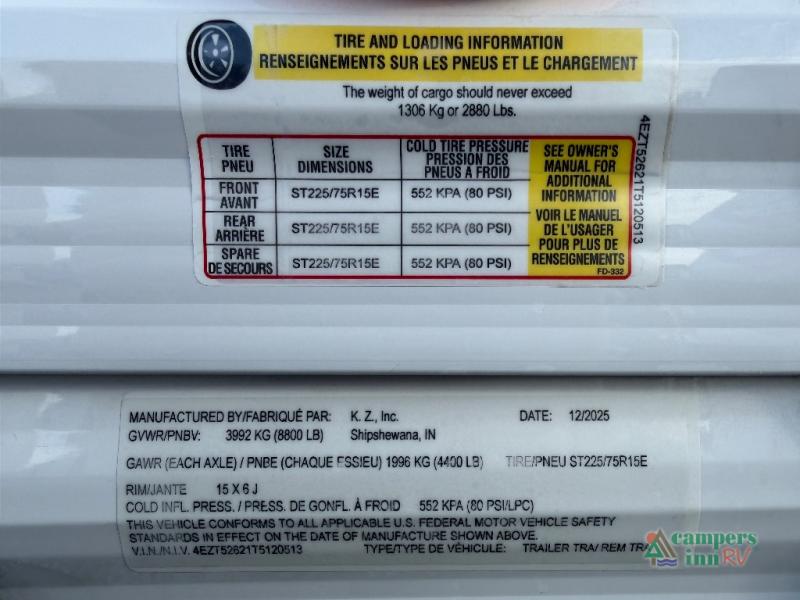 TIRE AND LOADING INFORMATION
RENSEIGNEMENTS SUR LES PNEUS ET LE CHARGEMENT
The weight of cargo should never exceed
1306 Kg or 2880 Lbs.
TIRE PNEU SIZE DIMENSIONS COLD TIRE PRESSURE PRESSION DES PNEUS A FROID
FRONT AVANT ST225/75R15E 552 KPA (80 PSI)
REAR ARRIÈRE ST225/75R15E 552 KPA (80 PSI)
SPARE DE SECOURS ST225/75R15E 552 KPA (80 PSI)
SEE OWNER'S
MANUAL FOR
ADDITIONAL
INFORMATION
VOIR LE MANUEL
DE L'USAGER
POUR PLUS DE
RENSEIGNEMENTS
FD-332
4EZT52621T5120513
MANUFACTURED BY/FABRIQUÉ PAR: K. Z., Inc. DATE: 12/2025
GVWR/PNBV: 3992 KG (8800 LB) Shipshewana, IN
GAWR (EACH AXLE) / PNBE (CHAQUE ESSIEU) 1996 KG (4400 LB) TIRE/PNEU ST225/75R15E
RIM/JANTE 15 X 6 J
COLD INFL. PRESS. / PRESS. DE GONFL. À FROID 552 KPA (80 PSI/LPC)
THIS VEHICLE CONFORMS TO ALL APPLICABLE U.S. FEDERAL MOTOR VEHICLE SAFETY
STANDARDS IN EFFECT ON THE DATE OF MANUFACTURE SHOWN ABOVE.
V.I.N./N.I.V. 4EZT52621T5120513 TYPE/TYPE DE VÉHICULE: TRAILER TRA/ REM TRA
campers
inn RV